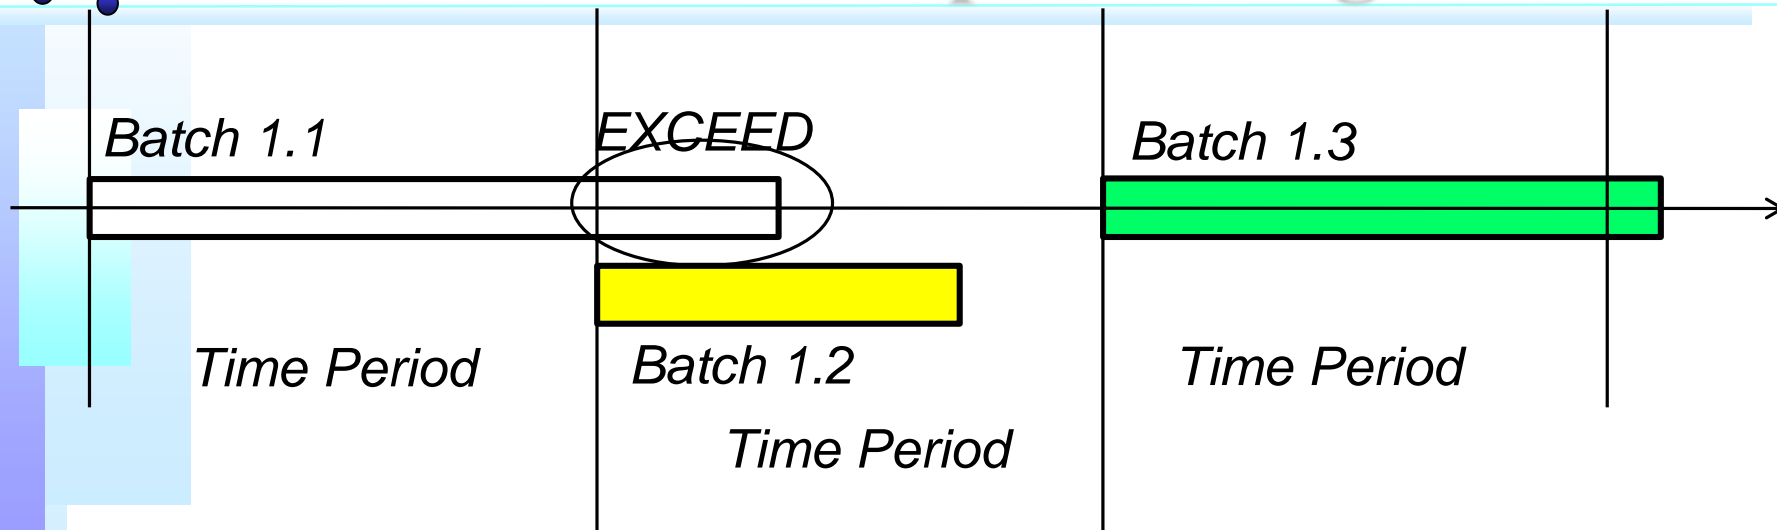 Batch 1.1
EXCEED
Batch 1.3
Time Period
Batch 1.2
Time Period
Time Period